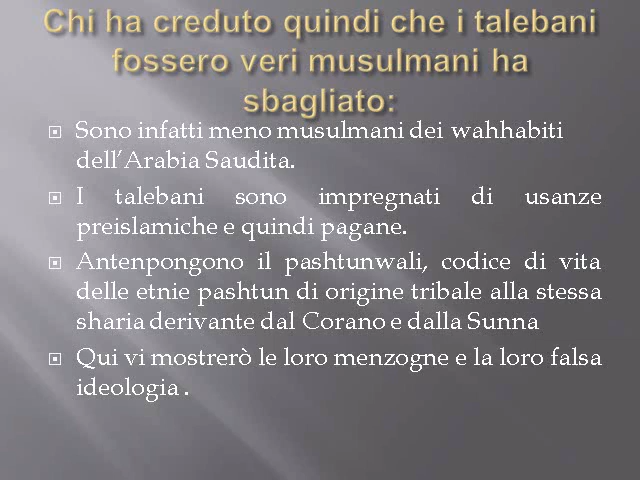 Chi ha creduto quindi che i talebani
fossero veri musulmani ha
sbagliato:
Sono infatti meno musulmani dei wahhabiti
dell'Arabia Saudita.
I talebani sono impregnati di usanze
preislamiche e quindi pagane.
Antenpongono il pashtunwali, codice di vita
delle etnie pashtun di origine tribale alla stessa
sharia derivante dal Corano e dalla Sunna
Qui vi mostrerò le loro menzogne e la loro falsa
ideologia .